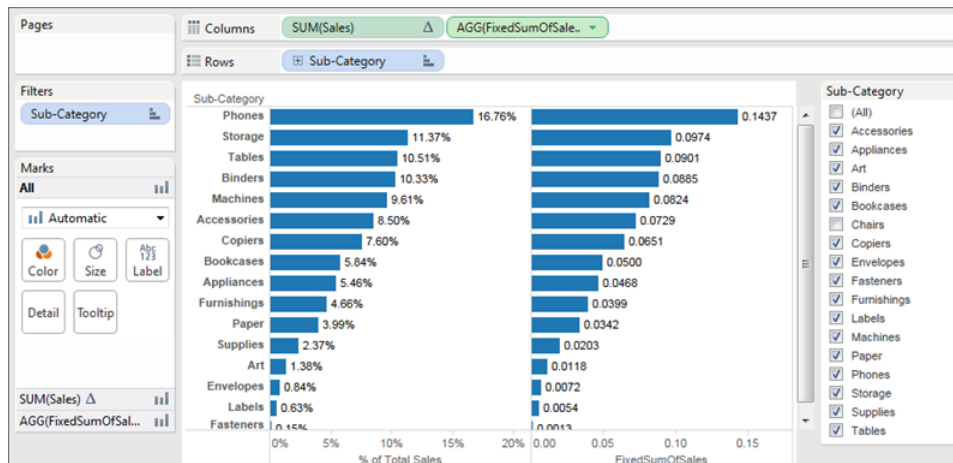 Pages
Columns
SUM(Sales) Δ
AGG(FixedSumOfSale..
Rows
Sub-Category
Filters
Sub-Category
Marks
All
Automatic
Color
Size
Abc
123
Label
Detail
Tooltip
SUM(Sales) Δ
AGG(FixedSumOfSal...
Sub-Category
Phones 16.76% 0.1437
Storage 11.37% 0.0974
Tables 10.51% 0.0901
Binders 10.33% 0.0885
Machines 9.61% 0.0824
Accessories 8.50% 0.0729
Copiers 7.60% 0.0651
Bookcases 5.84% 0.0500
Appliances 5.46% 0.0468
Furnishings 4.66% 0.0399
Paper 3.99% 0.0342
Supplies 2.37% 0.0203
Art 1.38% 0.0118
Envelopes 0.84% 0.0072
Labels 0.63% 0.0054
Fasteners 0.15% 0.0013
0% 5% 10% 15% 20% 0.00 0.05 0.10 0.15
% of Total Sales FixedSumOfSales
Sub-Category
(All)
Accessories
Appliances
Art
Binders
Bookcases
Chairs
Copiers
Envelopes
Fasteners
Furnishings
Labels
Machines
Paper
Phones
Storage
Supplies
Tables